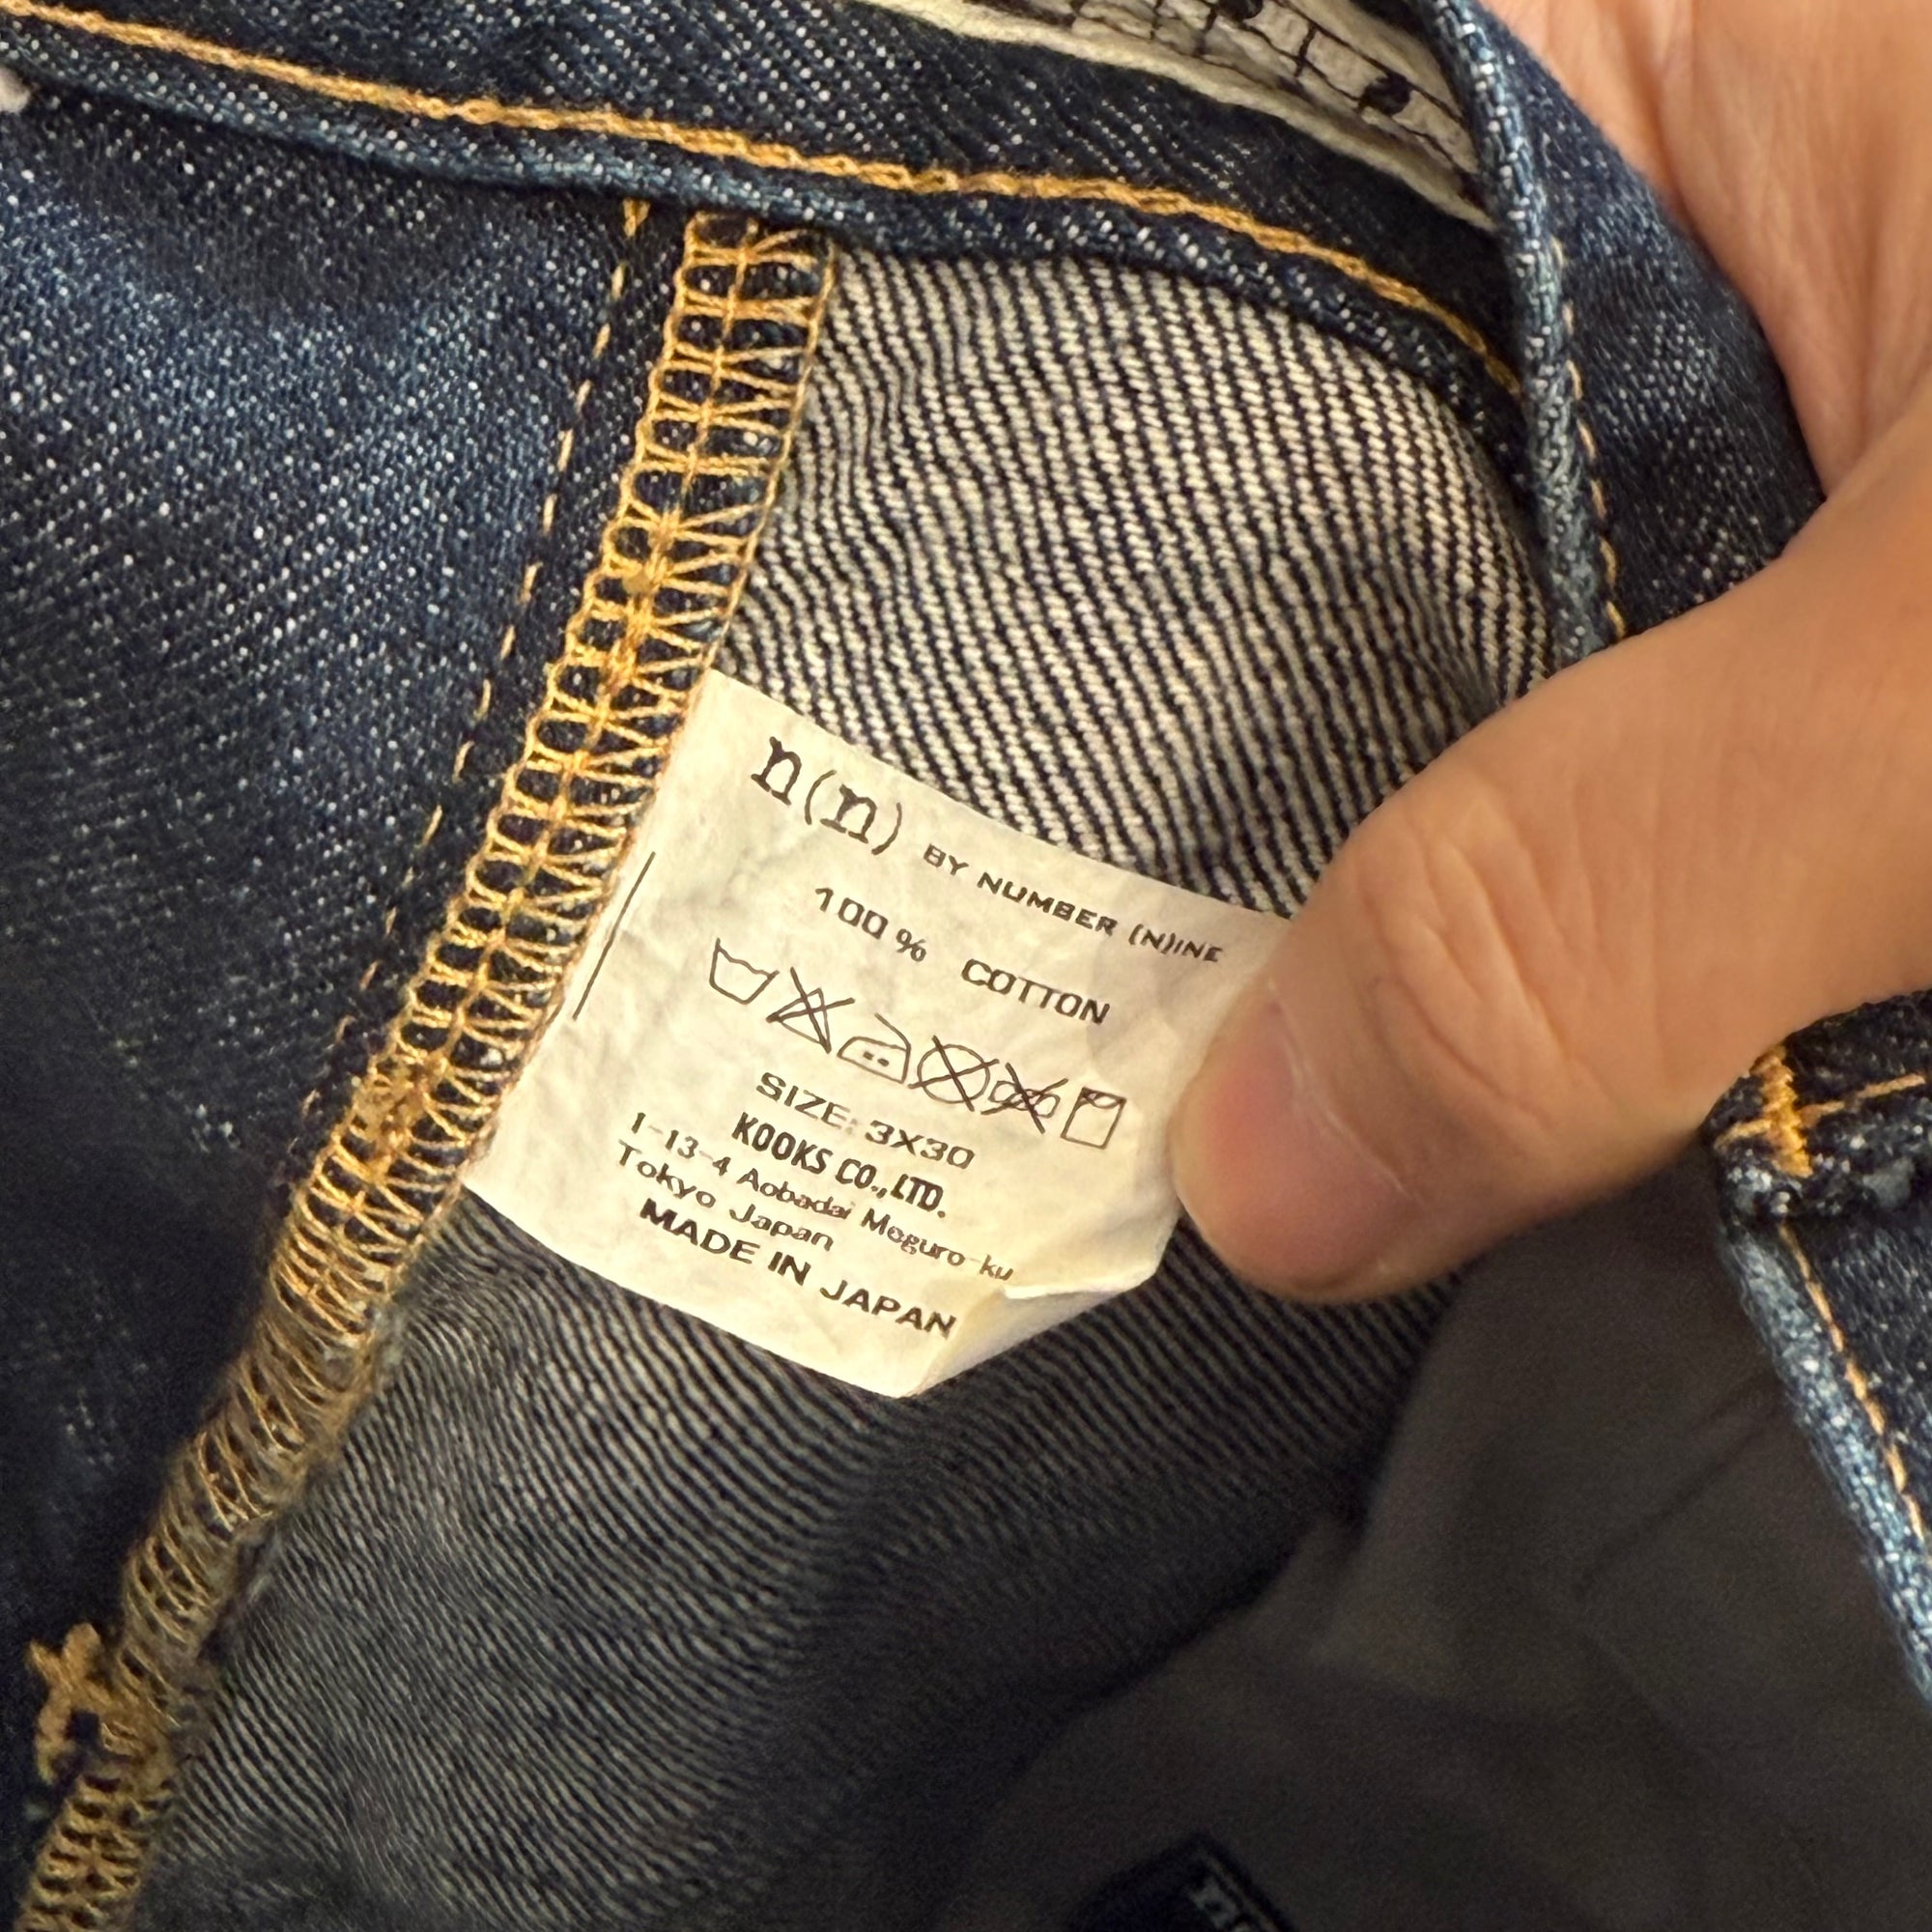 n(n) BY NUMBER (N)INE
100% COTTON
SIZE: 3X30
KOOKS CO.,LTD.
1-13-4 Aobadai Meguro-ku
Tokyo Japan
MADE IN JAPAN